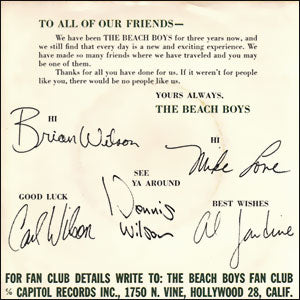 TO ALL OF OUR FRIENDS—
We have been THE BEACH BOYS for three years now, and
we still find that every day is a new and exciting experience. We have
made so many friends where we have traveled and you may
be one of them.
Thanks for all you have done for us. If it weren't for people
like you, there would be no people like us.
YOURS ALWAYS,
THE BEACH BOYS
HI
Brian Wilson
HI
Mike Love
SEE
YA AROUND
Dennis
Wilson
GOOD LUCK
Carl Wilson
BEST WISHES
Al Jardine
FOR FAN CLUB DETAILS WRITE TO: THE BEACH BOYS FAN CLUB
c/o CAPITOL RECORDS INC., 1750 N. VINE, HOLLYWOOD 28, CALIF.